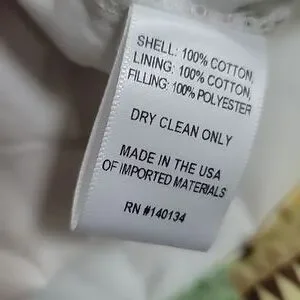 SHELL: 100% COTTON,
LINING: 100% COTTON,
FILLING: 100% POLYESTER
DRY CLEAN ONLY
MADE IN THE USA
OF IMPORTED MATERIALS
RN #140134